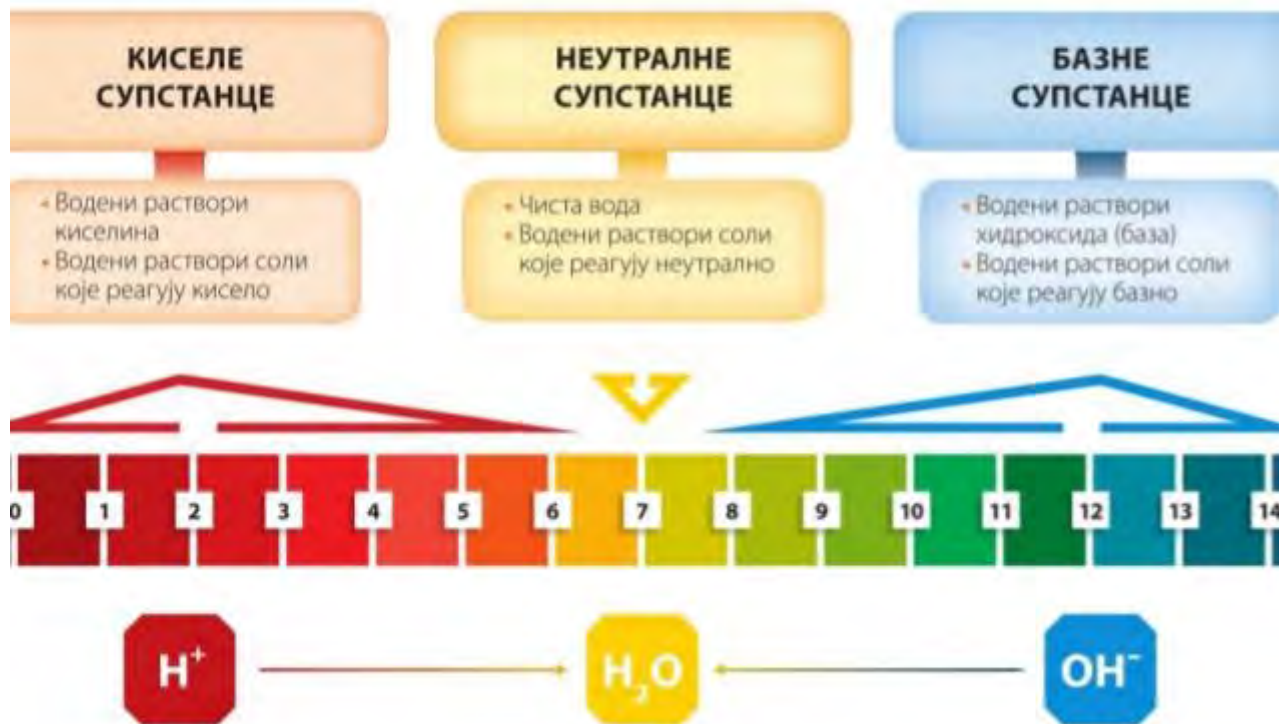 КИСЕЛЕ
СУПСТАНЦЕ
• Водени раствори
киселина
• Водени раствори соли
које реагују кисело
НЕУТРАЛНЕ
СУПСТАНЦЕ
• Чиста вода
• Водени раствори соли
које реагују неутрално
БАЗНЕ
СУПСТАНЦЕ
• Водени раствори
хидроксида (база)
• Водени раствори соли
које реагују базно
0 1 2 3 4 5 6 7 8 9 10 11 12 13 14
H⁺ H₂O OH⁻